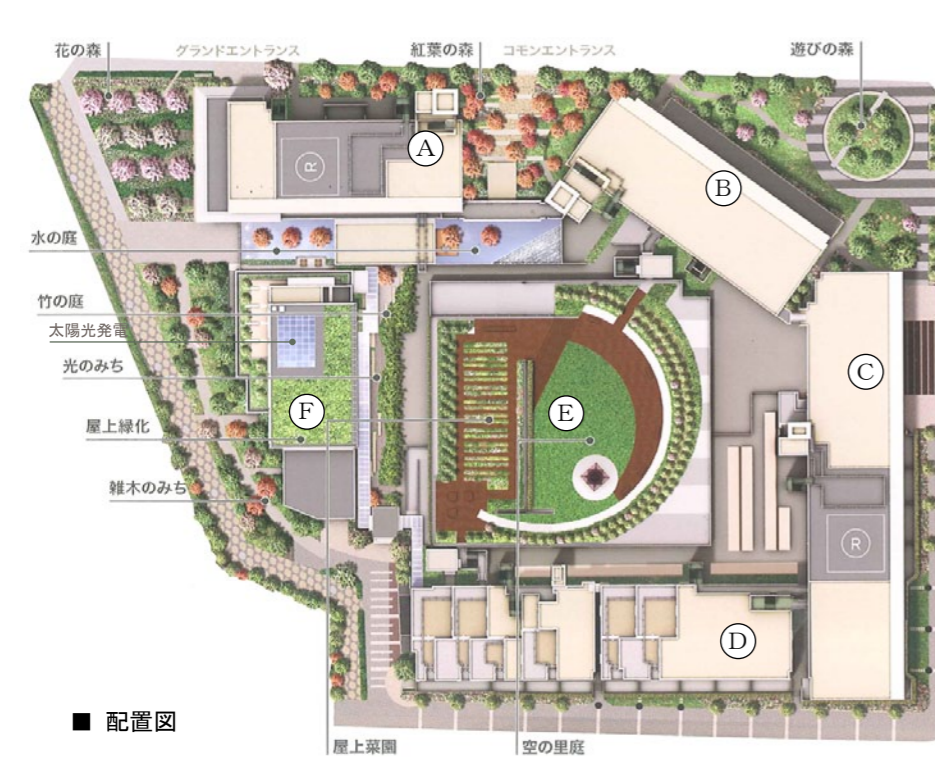 花の森
グランドエントランス
紅葉の森
コモンエントランス
遊びの森
A
R
B
水の庭
竹の庭
太陽光発電
光のみち
C
F
E
屋上緑化
雑木のみち
R
D
■ 配置図
屋上菜園
空の里庭